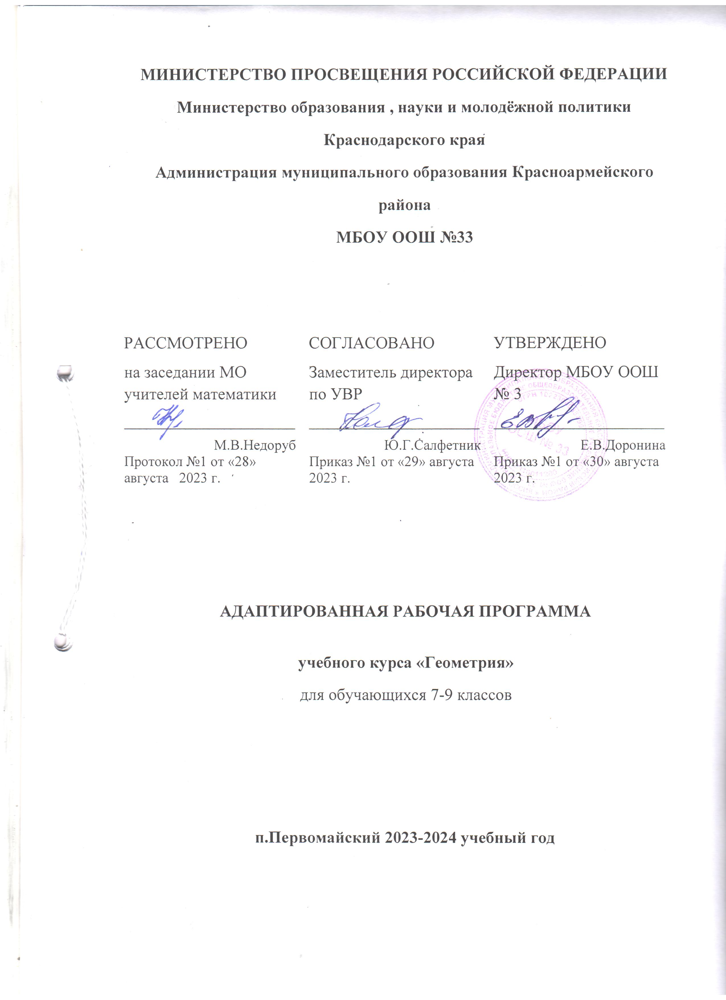 МИНИСТЕРСТВО ПРОСВЕЩЕНИЯ РОССИЙСКОЙ ФЕДЕРАЦИИ
Министерство образования , науки и молодёжной политики
Краснодарского края
Администрация муниципального образования Красноармейского
района
МБОУ ООШ №33
РАССМОТРЕНО
на заседании МО
учителей математики
М.В.Недоруб
Протокол №1 от «28»
августа 2023 г.
СОГЛАСОВАНО
Заместитель директора
по УВР
Ю.Г.Салфетник
Приказ №1 от «29» августа
2023 г.
УТВЕРЖДЕНО
Директор МБОУ ООШ
№ 3
Е.В.Доронина
Приказ №1 от «30» августа
2023 г.
№ 33
АДАПТИРОВАННАЯ РАБОЧАЯ ПРОГРАММА
учебного курса «Геометрия»
для обучающихся 7-9 классов
п.Первомайский 2023-2024 учебный год